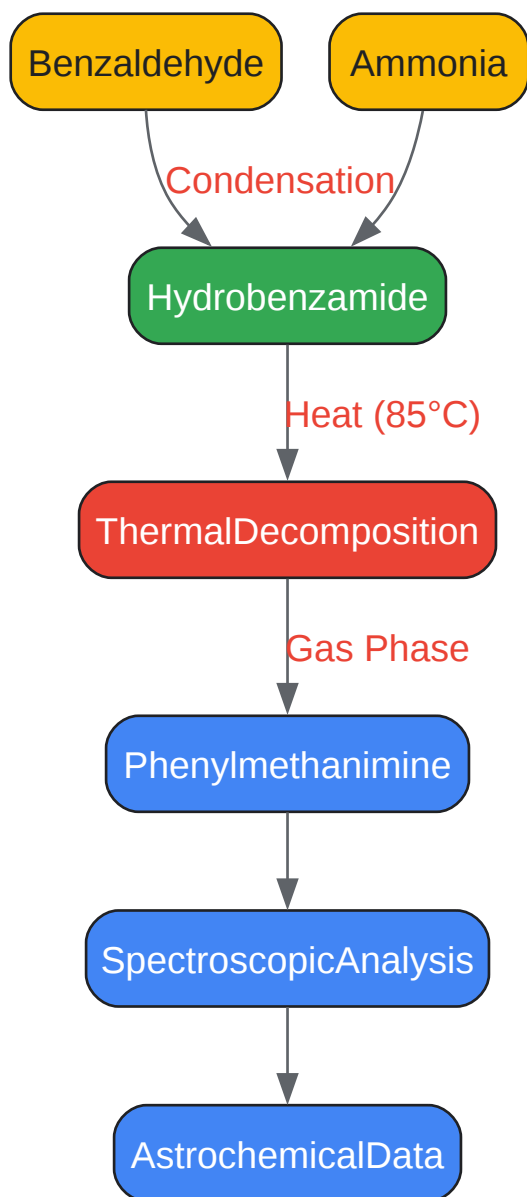 Benzaldehyde
Ammonia
Condensation
Hydrobenzamide
Heat (85°C)
ThermalDecomposition
Gas Phase
Phenylmethanimine
SpectroscopicAnalysis
AstrochemicalData